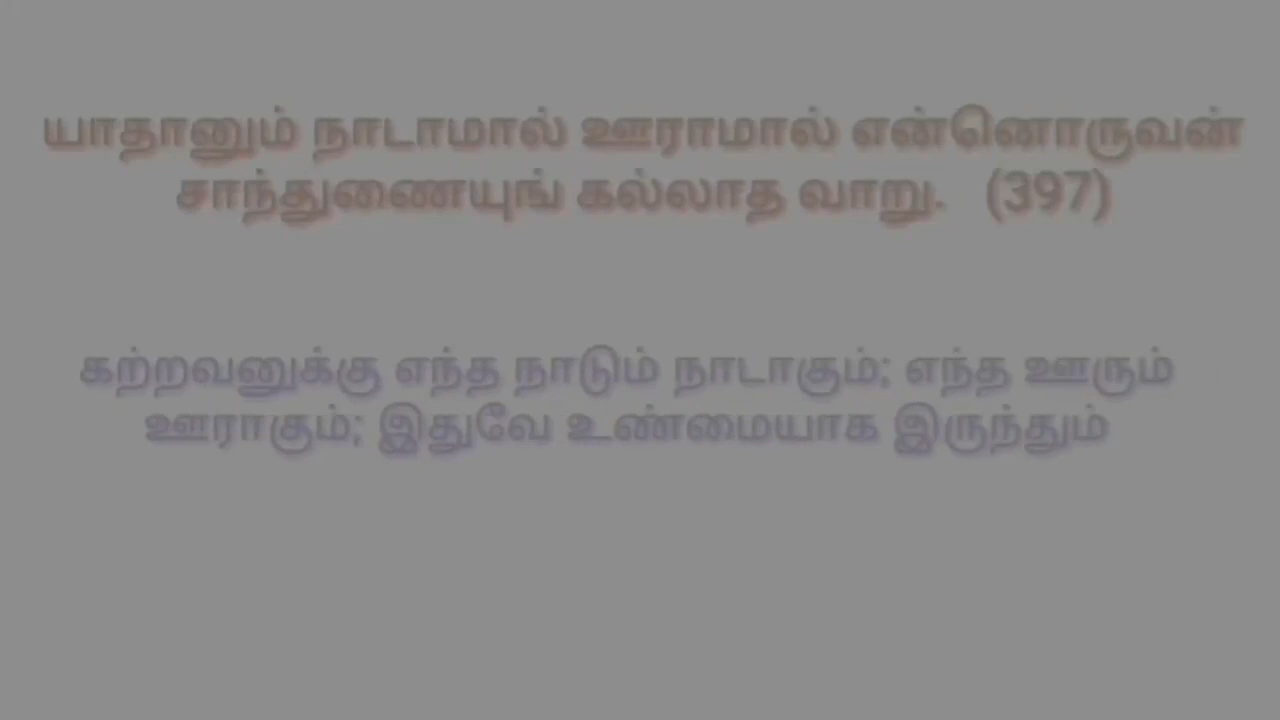 யாதானும் நாடாமால் ஊராமால் என்னொருவன்
சாந்துணையுங் கல்லாத வாறு. (397)
கற்றவனுக்கு எந்த நாடும் நாடாகும்; எந்த ஊரும்
ஊராகும்; இதுவே உண்மையாக இருந்தும்